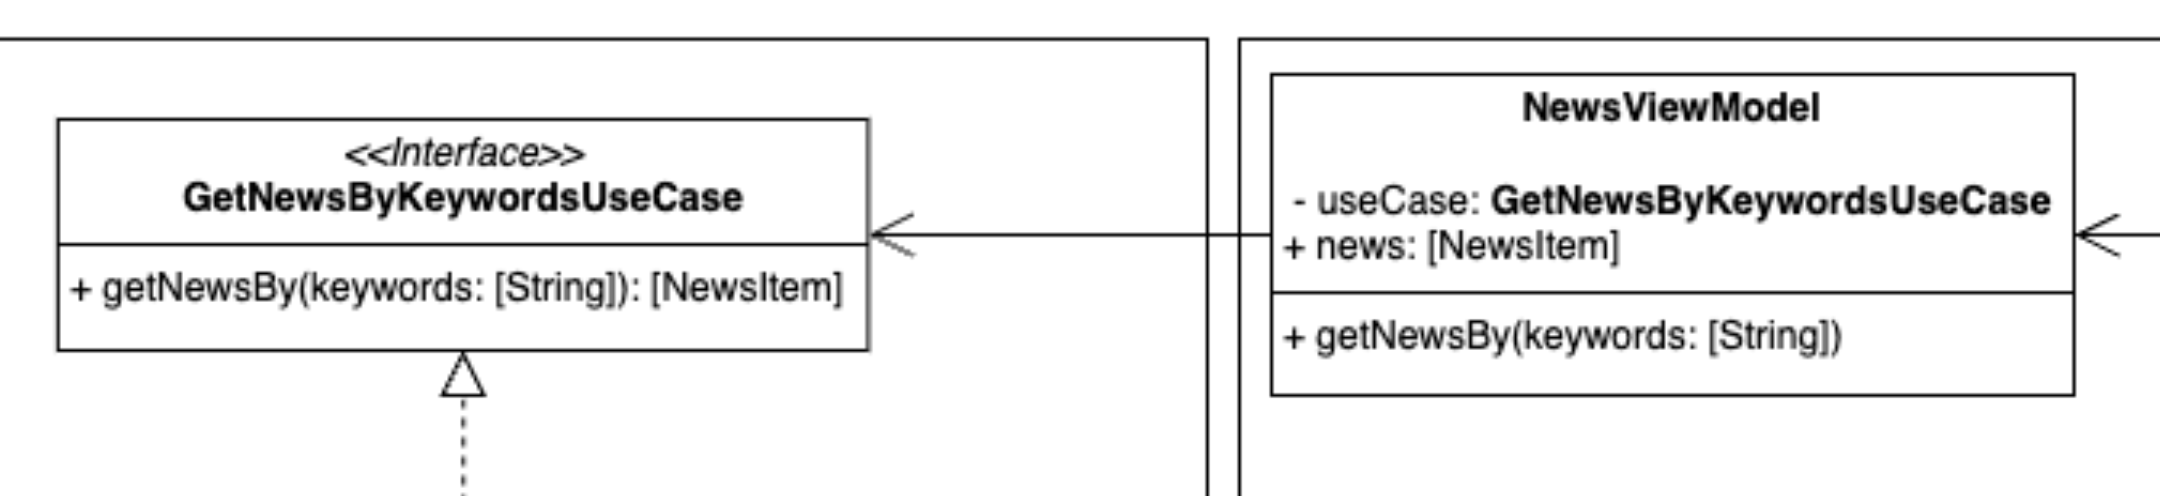 <<Interface>>
GetNewsByKeywordsUseCase
+ getNewsBy(keywords: [String]): [NewsItem]
NewsViewModel
- useCase: GetNewsByKeywordsUseCase
+ news: [NewsItem]
+ getNewsBy(keywords: [String])